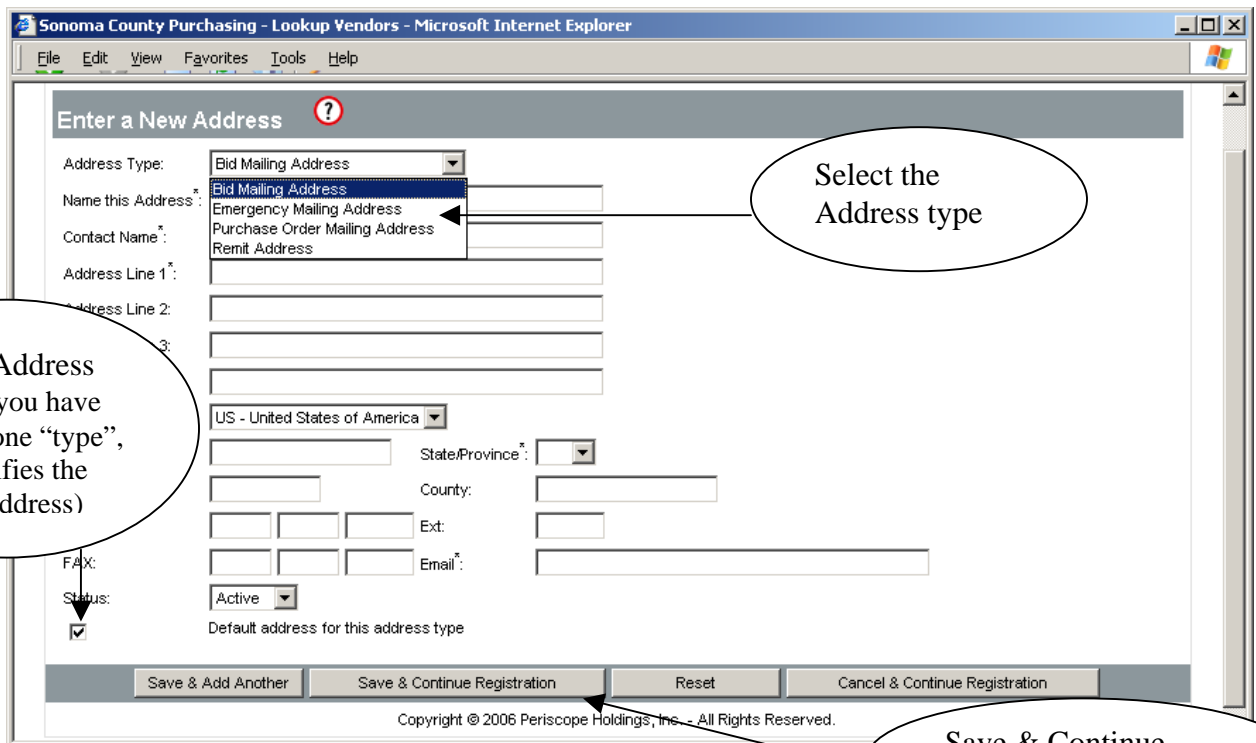 Sonoma County Purchasing - Lookup Vendors - Microsoft Internet Explorer
File Edit View Favorites Tools Help
Enter a New Address ?
Address Type: Bid Mailing Address
Name this Address*:
Bid Mailing Address
Emergency Mailing Address
Purchase Order Mailing Address
Remit Address
Select the
Address type
Contact Name*:
Address Line 1*:
Address Line 2:
3:
Address
you have
one “type”,
fies the
ddress)
US - United States of America
State/Province*:
County:
Ext:
FAX: Email*:
Status: Active
Default address for this address type
Save & Add Another Save & Continue Registration Reset Cancel & Continue Registration
Copyright © 2006 Periscope Holdings, Inc. - All Rights Reserved.
Save & Continue